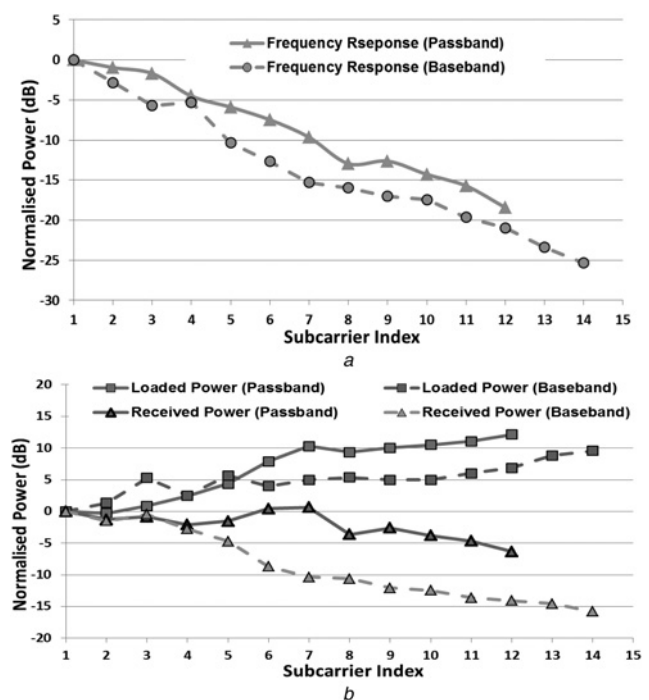 5
0
-5
-10
-15
-20
-25
-30
Normalised Power (dB)
Frequency Rseponse (Passband)
Frequency Response (Baseband)
1 2 3 4 5 6 7 8 9 10 11 12 13 14 15
Subcarrier Index
a
20
15
10
5
0
-5
-10
-15
-20
Normalised Power (dB)
Loaded Power (Passband) Loaded Power (Baseband)
Received Power (Passband) Received Power (Baseband)
1 2 3 4 5 6 7 8 9 10 11 12 13 14 15
Subcarrier Index
b